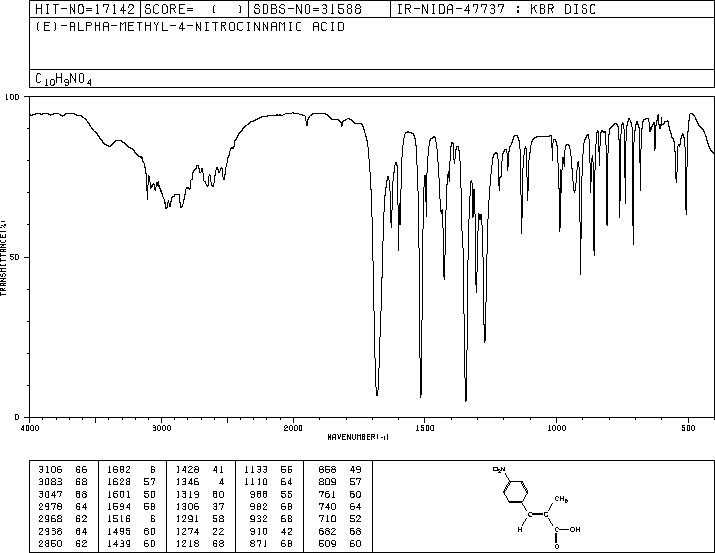 HIT-NO=17142 SCORE= ( ) SDBS-NO=31588 IR-NIDA-47737 : KBR DISC
(E)-ALPHA-METHYL-4-NITROCINNAMIC ACID
C10H9NO4
100
50
0
TRANSMITTANCE(%)
4000 3000 2000 1500 1000 500
WAVENUMBER(-1)
3106 66 1682 6 1428 41 1133 55 858 49
3083 68 1628 57 1346 4 1110 64 809 57
3047 68 1601 50 1319 60 988 55 761 60
2978 64 1594 58 1306 37 982 68 740 64
2968 62 1516 6 1291 58 932 68 710 52
2938 64 1495 60 1274 22 910 42 682 68
2850 62 1439 60 1218 68 871 68 509 60
O2N
CH3
H
C
C
C
OH
O